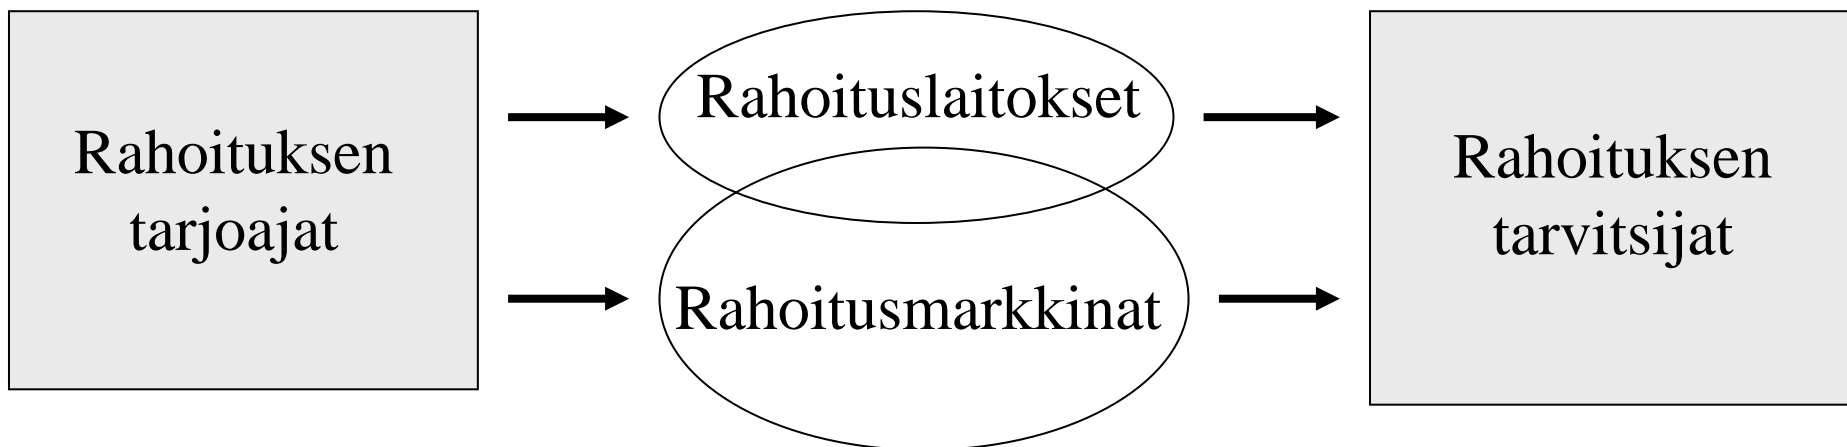 Rahoituksen
tarjoajat
Rahoituslaitokset
Rahoitusmarkkinat
Rahoituksen
tarvitsijat